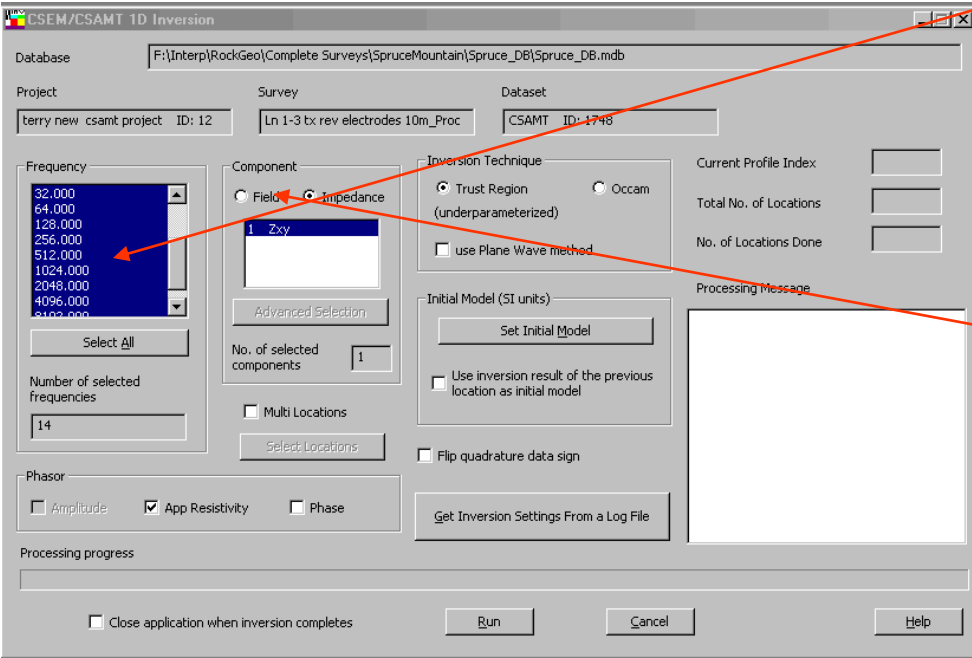 CSEM/CSAMT 1D Inversion
Database
F:\Interp\RockGeo\Complete Surveys\SpruceMountain\Spruce_DB\Spruce_DB.mdb
Project
Survey
Dataset
terry new csamt project ID: 12
Ln 1-3 tx rev electrodes 10m_Proc
CSAMT ID: 1748
Frequency
32.000
64.000
128.000
256.000
512.000
1024.000
2048.000
4096.000
8192.000
Select All
Number of selected
frequencies
14
Component
Field
Impedance
1 Zxy
Advanced Selection
No. of selected
components
1
Multi Locations
Select Locations
Inversion Technique
Trust Region
Occam
(underparameterized)
use Plane Wave method
Initial Model (SI units)
Set Initial Model
Use inversion result of the previous
location as initial model
Flip quadrature data sign
Get Inversion Settings From a Log File
Current Profile Index
Total No. of Locations
No. of Locations Done
Processing Message
Phasor
Amplitude
App Resistivity
Phase
Processing progress
Close application when inversion completes
Run
Cancel
Help